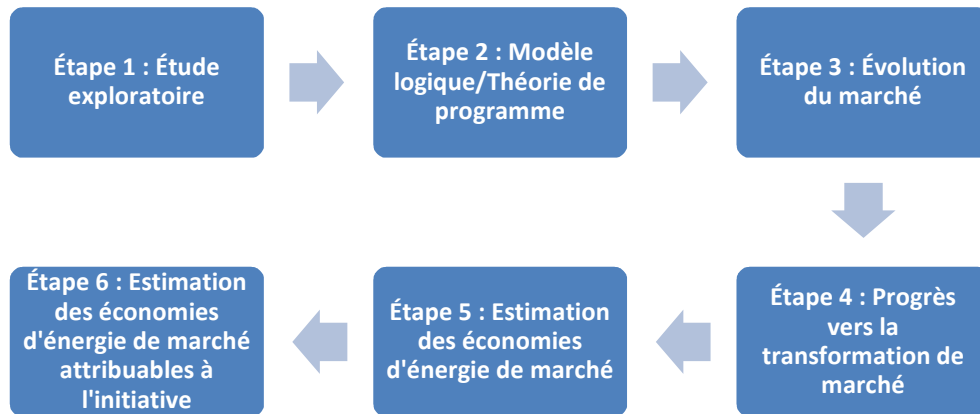 Étape 1 : Étude
exploratoire
Étape 2 : Modèle
logique/Théorie de
programme
Étape 3 : Évolution
du marché
Étape 4 : Progrès
vers la
transformation de
marché
Étape 5 : Estimation
des économies
d'énergie de marché
Étape 6 : Estimation
des économies
d'énergie de marché
attribuables à
l'initiative